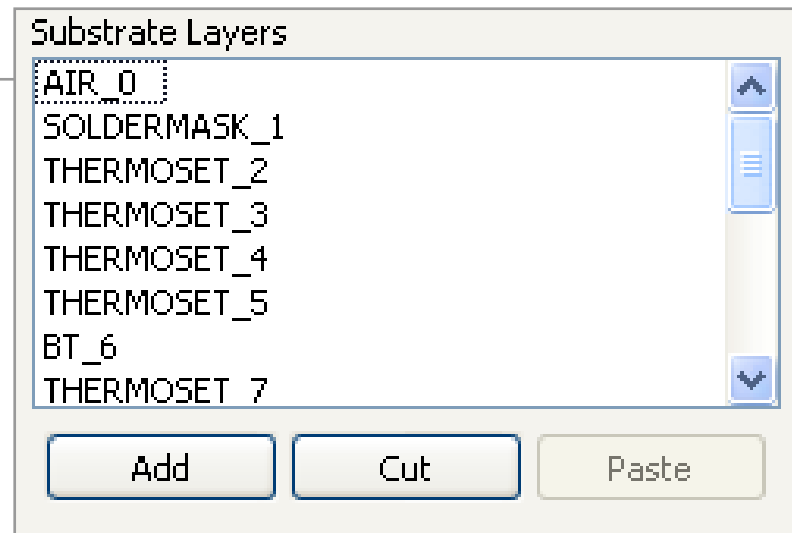 Substrate Layers
AIR_0
SOLDERMASK_1
THERMOSET_2
THERMOSET_3
THERMOSET_4
THERMOSET_5
BT_6
THERMOSET_7
Add Cut Paste